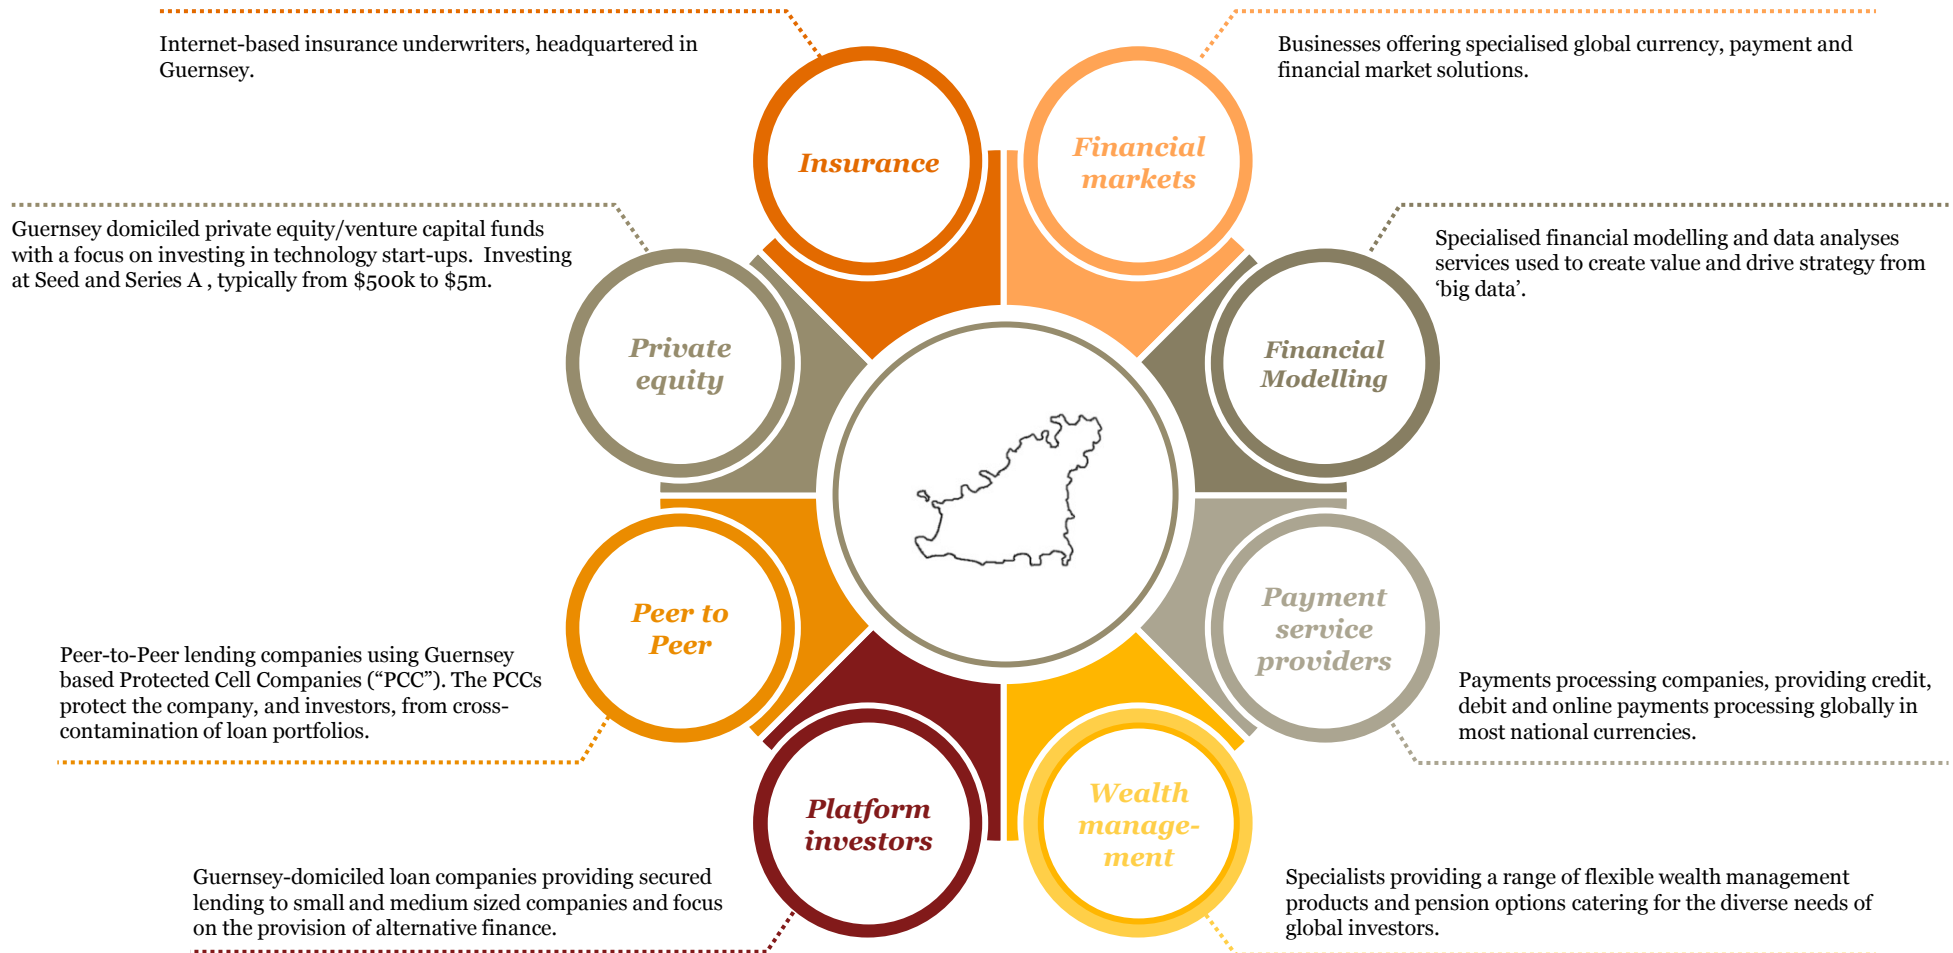 Internet-based insurance underwriters, headquartered in
Guernsey.
Businesses offering specialised global currency, payment and
financial market solutions.
Insurance
Financial
markets
Guernsey domiciled private equity/venture capital funds
with a focus on investing in technology start-ups.  Investing
at Seed and Series A , typically from $500k to $5m.
Specialised financial modelling and data analyses
services used to create value and drive strategy from
‘big data’.
Private
equity
Financial
Modelling
Peer to
Peer
Payment
service
providers
Peer-to-Peer lending companies using Guernsey
based Protected Cell Companies (“PCC”). The PCCs
protect the company, and investors, from cross-
contamination of loan portfolios.
Payments processing companies, providing credit,
debit and online payments processing globally in
most national currencies.
Platform
investors
Wealth
manage-
ment
Guernsey-domiciled loan companies providing secured
lending to small and medium sized companies and focus
on the provision of alternative finance.
Specialists providing a range of flexible wealth management
products and pension options catering for the diverse needs of
global investors.